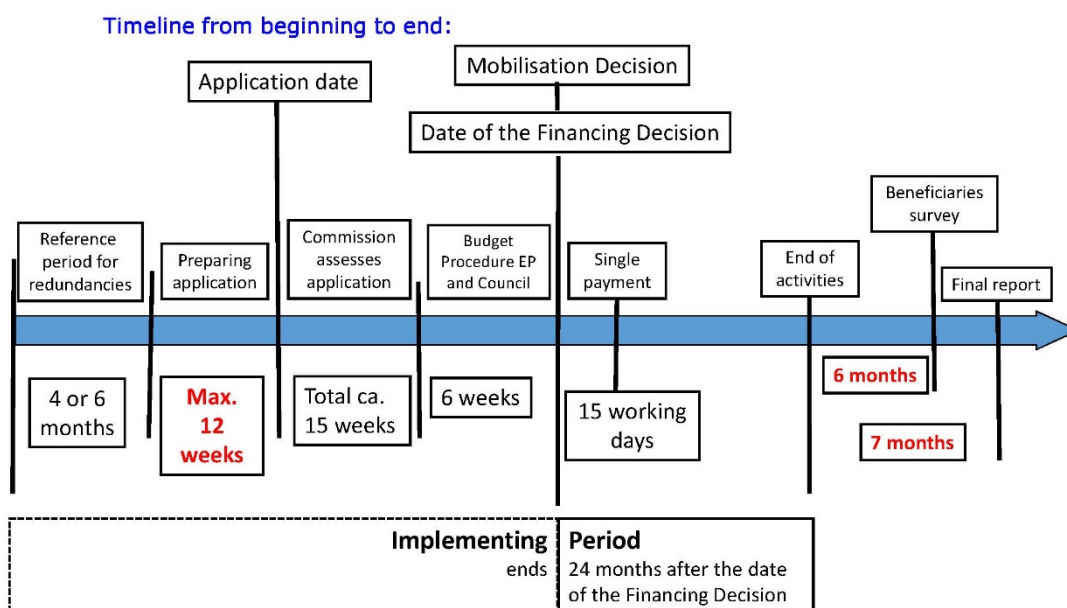 Timeline from beginning to end:
Mobilisation Decision
Application date
Date of the Financing Decision
Beneficiaries
survey
Reference
period for
redundancies
Preparing
application
Commission
assesses
application
Budget
Procedure EP
and Council
Single
payment
End of
activities
Final report
4 or 6
months
Max.
12
weeks
Total ca.
15 weeks
6 weeks
15 working
days
6 months
7 months
Implementing
ends
Period
24 months after the date
of the Financing Decision